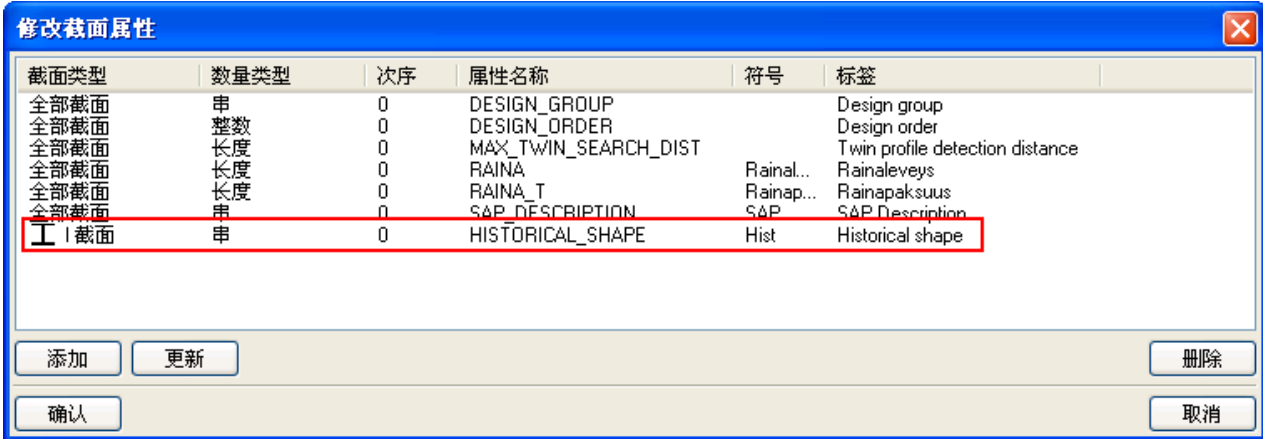 修改截面属性
截面类型 数量类型 次序 属性名称 符号 标签
全部截面 串 0 DESIGN_GROUP Design group
全部截面 整数 0 DESIGN_ORDER Design order
全部截面 长度 0 MAX_TWIN_SEARCH_DIST Twin profile detection distance
全部截面 长度 0 RAINA Rainal... Rainaleveys
全部截面 长度 0 RAINA_T Rainap... Rainapaksuus
全部截面 串 0 SAP_DESCRIPTION SAP SAP Description
I 截面 串 0 HISTORICAL_SHAPE Hist Historical shape
添加 更新 删除
确认 取消